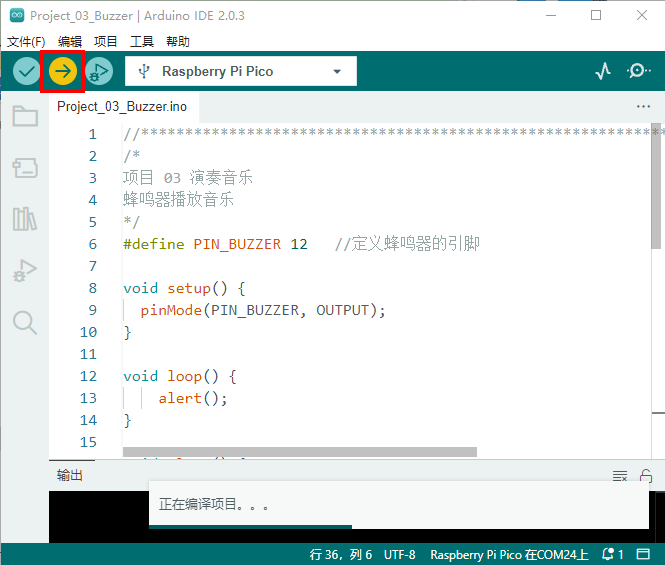 Project_03_Buzzer | Arduino IDE 2.0.3
文件(F) 编辑 项目 工具 帮助
Raspberry Pi Pico
Project_03_Buzzer.ino
1 //************************************************************
2 /*
3 项目 03 演奏音乐
4 蜂鸣器播放音乐
5 */
6 #define PIN_BUZZER 12 //定义蜂鸣器的引脚
7
8 void setup() {
9 pinMode(PIN_BUZZER, OUTPUT);
10 }
11
12 void loop() {
13 alert();
14 }
15
输出
正在编译项目。。。
行 36，列 6 UTF-8 Raspberry Pi Pico 在COM24上 1